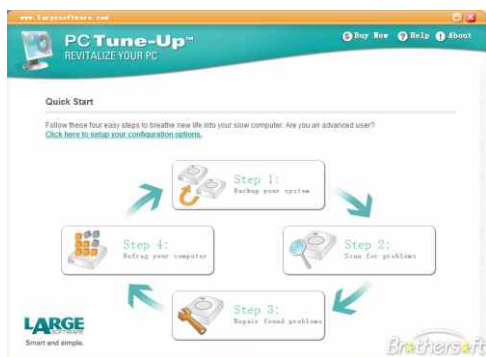 www.largesoftware.com
PCTune-Up™
REVITALIZE YOUR PC
Buy Now Help About
Quick Start
Follow these four easy steps to breathe new life into your slow computer. Are you an advanced user?
Click here to setup your configuration options.
Step 1:
Backup your system
Step 2:
Scan for problems
Step 3:
Repair found problems
Step 4:
Defrag your computer
LARGE
SOFTWARE
Smart and simple.
Brothersoft